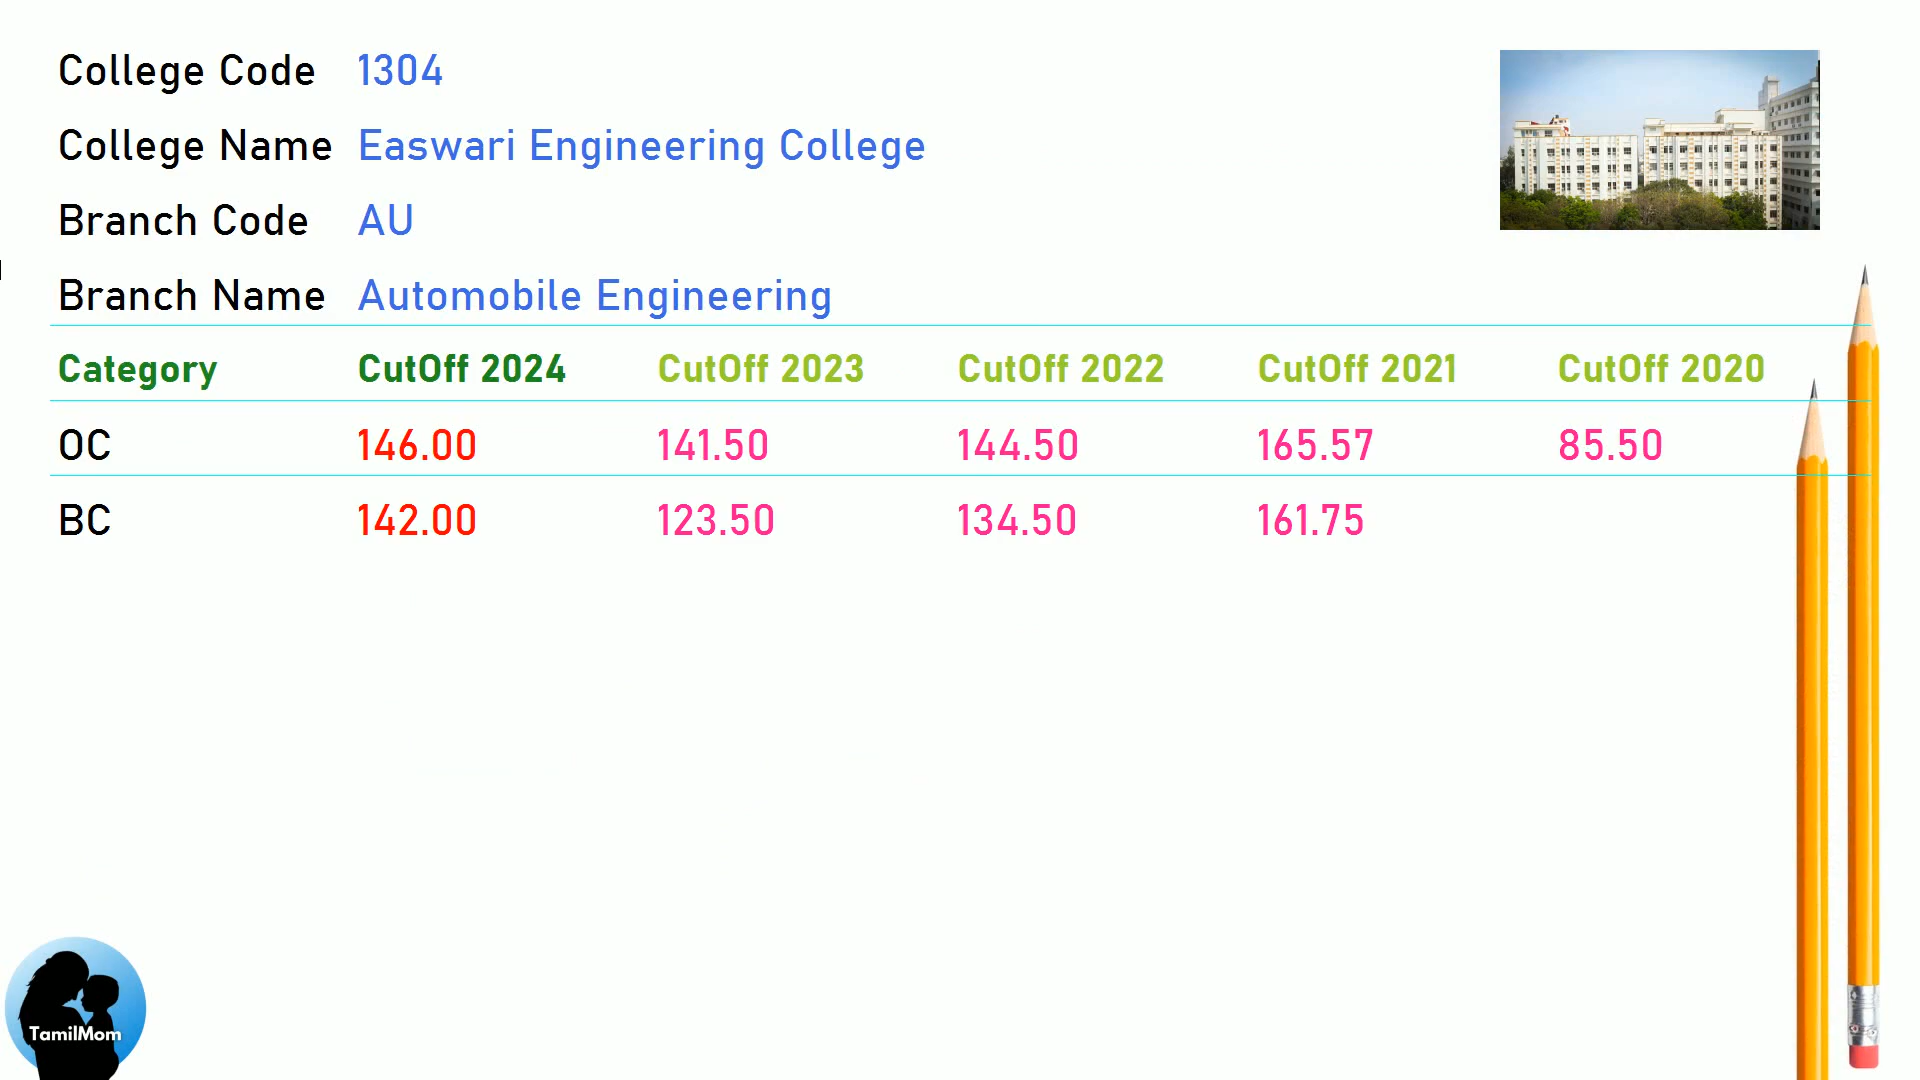 College Code 1304
College Name Easwari Engineering College
Branch Code AU
Branch Name Automobile Engineering
Category CutOff 2024 CutOff 2023 CutOff 2022 CutOff 2021 CutOff 2020
OC 146.00 141.50 144.50 165.57 85.50
BC 142.00 123.50 134.50 161.75
TamilMom